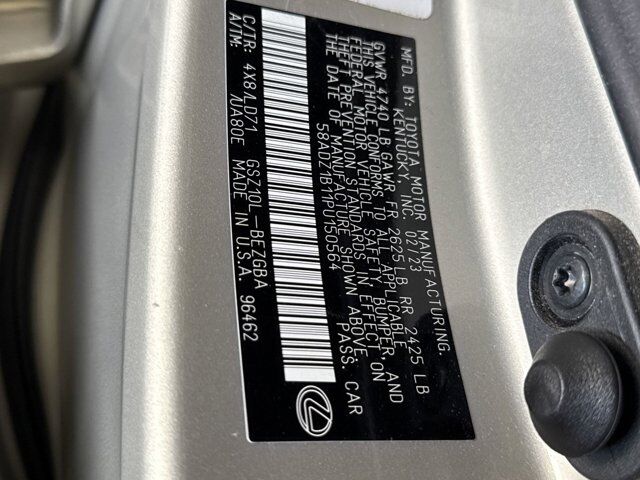 MFD. BY: TOYOTA MOTOR MANUFACTURING.
KENTUCKY, INC. 02/23
GVWR 4740 LB GAWR FR 2625 LB RR 2425 LB
THIS VEHICLE CONFORMS TO ALL APPLICABLE
FEDERAL MOTOR VEHICLE SAFETY, BUMPER, AND
THEFT PREVENTION STANDARDS IN EFFECT ON
THE DATE OF MANUFACTURE SHOWN ABOVE.
58ADZ1B11PU150564 PASS. CAR
C/TR: 4X8/LD71 GSZ10L-BEZGBA
A/TM: /UA80E MADE IN U.S.A. 96462